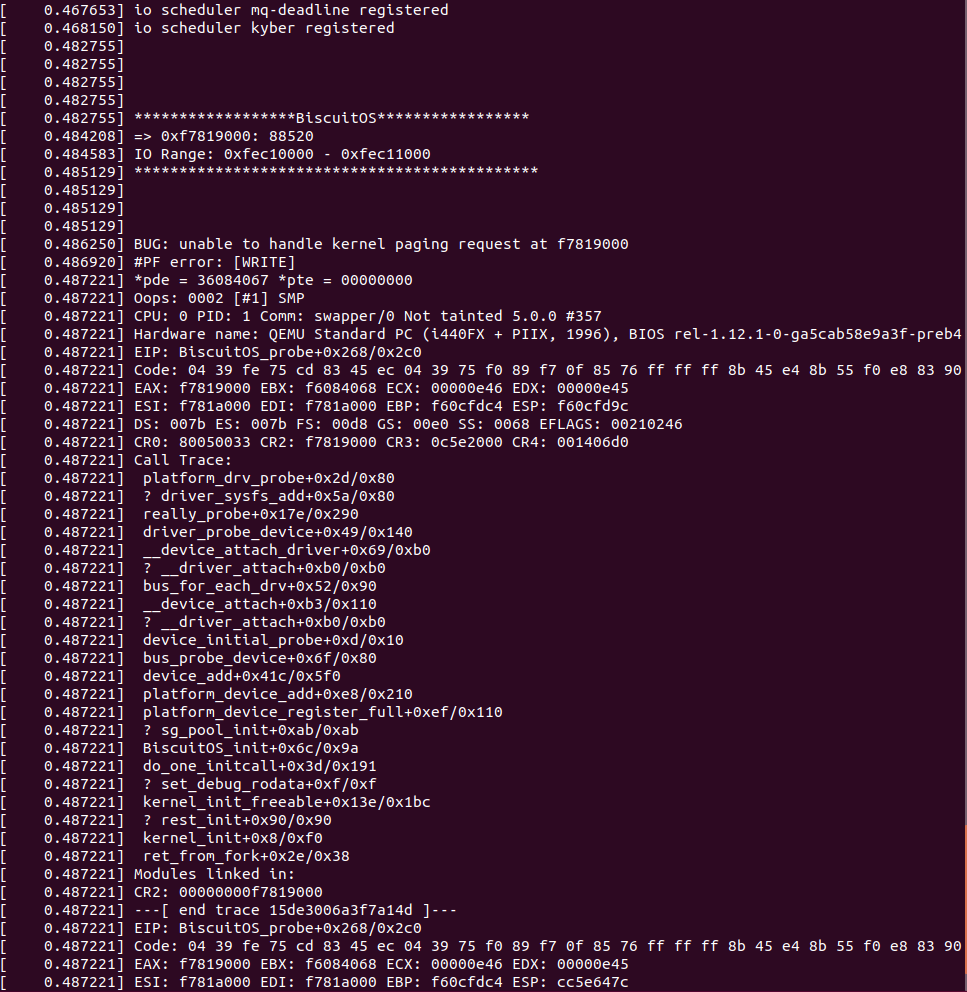 [    0.467653] io scheduler mq-deadline registered
[    0.468150] io scheduler kyber registered
[    0.482755]
[    0.482755]
[    0.482755]
[    0.482755]
[    0.482755] ******************BiscuitOS*****************
[    0.484208] => 0xf7819000: 88520
[    0.484583] IO Range: 0xfec10000 - 0xfec11000
[    0.485129] *********************************************
[    0.485129]
[    0.485129]
[    0.485129]
[    0.486250] BUG: unable to handle kernel paging request at f7819000
[    0.486920] #PF error: [WRITE]
[    0.487221] *pde = 36084067 *pte = 00000000
[    0.487221] Oops: 0002 [#1] SMP
[    0.487221] CPU: 0 PID: 1 Comm: swapper/0 Not tainted 5.0.0 #357
[    0.487221] Hardware name: QEMU Standard PC (i440FX + PIIX, 1996), BIOS rel-1.12.1-0-ga5cab58e9a3f-preb4
[    0.487221] EIP: BiscuitOS_probe+0x268/0x2c0
[    0.487221] Code: 04 39 fe 75 cd 83 45 ec 04 39 75 f0 89 f7 0f 85 76 ff ff ff 8b 45 e4 8b 55 f0 e8 83 90
[    0.487221] EAX: f7819000 EBX: f6084068 ECX: 00000e46 EDX: 00000e45
[    0.487221] ESI: f781a000 EDI: f781a000 EBP: f60cfdc4 ESP: f60cfd9c
[    0.487221] DS: 007b ES: 007b FS: 00d8 GS: 00e0 SS: 0068 EFLAGS: 00210246
[    0.487221] CR0: 80050033 CR2: f7819000 CR3: 0c5e2000 CR4: 001406d0
[    0.487221] Call Trace:
[    0.487221]  platform_drv_probe+0x2d/0x80
[    0.487221]  ? driver_sysfs_add+0x5a/0x80
[    0.487221]  really_probe+0x17e/0x290
[    0.487221]  driver_probe_device+0x49/0x140
[    0.487221]  __device_attach_driver+0x69/0xb0
[    0.487221]  ? __driver_attach+0xb0/0xb0
[    0.487221]  bus_for_each_drv+0x52/0x90
[    0.487221]  __device_attach+0xb3/0x110
[    0.487221]  ? __driver_attach+0xb0/0xb0
[    0.487221]  device_initial_probe+0xd/0x10
[    0.487221]  bus_probe_device+0x6f/0x80
[    0.487221]  device_add+0x41c/0x5f0
[    0.487221]  platform_device_add+0xe8/0x210
[    0.487221]  platform_device_register_full+0xef/0x110
[    0.487221]  ? sg_pool_init+0xab/0xab
[    0.487221]  BiscuitOS_init+0x6c/0x9a
[    0.487221]  do_one_initcall+0x3d/0x191
[    0.487221]  ? set_debug_rodata+0xf/0xf
[    0.487221]  kernel_init_freeable+0x13e/0x1bc
[    0.487221]  ? rest_init+0x90/0x90
[    0.487221]  kernel_init+0x8/0xf0
[    0.487221]  ret_from_fork+0x2e/0x38
[    0.487221] Modules linked in:
[    0.487221] CR2: 00000000f7819000
[    0.487221] ---[ end trace 15de3006a3f7a14d ]---
[    0.487221] EIP: BiscuitOS_probe+0x268/0x2c0
[    0.487221] Code: 04 39 fe 75 cd 83 45 ec 04 39 75 f0 89 f7 0f 85 76 ff ff ff 8b 45 e4 8b 55 f0 e8 83 90
[    0.487221] EAX: f7819000 EBX: f6084068 ECX: 00000e46 EDX: 00000e45
[    0.487221] ESI: f781a000 EDI: f781a000 EBP: f60cfdc4 ESP: cc5e647c